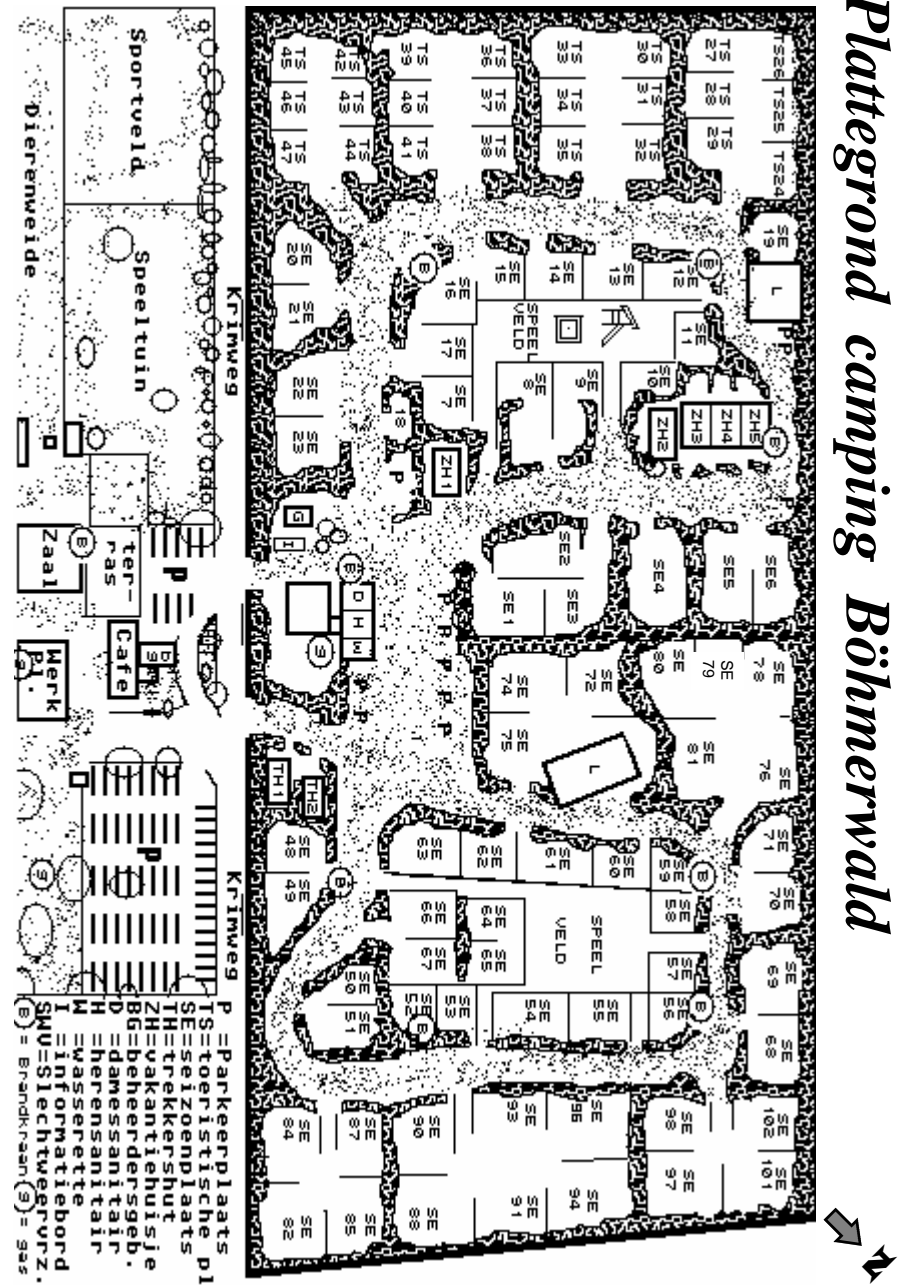 Plattegrond camping Böhmerwald
N
TS26 TS25 TS24
TS 27 TS 28 TS 29
TS 30 TS 31 TS 32
TS 33 TS 34 TS 35
TS 36 TS 37 TS 38
TS 39 TS 40 TS 41
TS 42 TS 43 TS 44
TS 45 TS 46 TS 47
SE 19
L
P P
SE 12 SE 13 SE 14 SE 15 SE 16
B
B
SE 11
SE 10 SE 9 SE 8
SPEEL VELD
SE 17 SE 7
18
SE 20 SE 21 SE 22 SE 23
ZH5 ZH4 ZH3
ZH2
ZH1
B
P
P
G
I
SE6 SE5 SE4
SE2 SE3 SE1
P P P P P
P P
B
D H W
g
SE 78 SE 79 SE 80
SE 76 SE 81
SE 72 SE 74 SE 75
L
TH1 TH2
SE 71 SE 70
SE 69 SE 68
SE 59 SE 60 SE 61 SE 62 SE 63
SE 58
SPEEL VELD
SE 57 SE 56
SE 55 SE 54
SE 53 SE 52
SE 64 SE 65
SE 66 SE 67
SE 48 SE 49
SE 50 SE 51
B
B
B
B
SE 102 SE 101
SE 98 SE 97
SE 96 SE 94
SE 93 SE 91
SE 90 SE 88
SE 87 SE 85
SE 84 SE 82
Krimweg
Krimweg
Sportveld
Speeltuin
Dierenweide
ter-
ras
B
Zaal
P
Cafe
BG
Werk
Pl.
g
P
g
P =Parkeerplaats
TS=toeristische pl
SE=seizoenplaats
TH=trekkershut
ZH=vakantiehuisje
BG=beheerdersgeb.
D =damessanitair
H =herensanitair
W =wasserette
I =informatiebord
SWV=Slechtweervrz.
(B)= Brandkraan(g)= gas